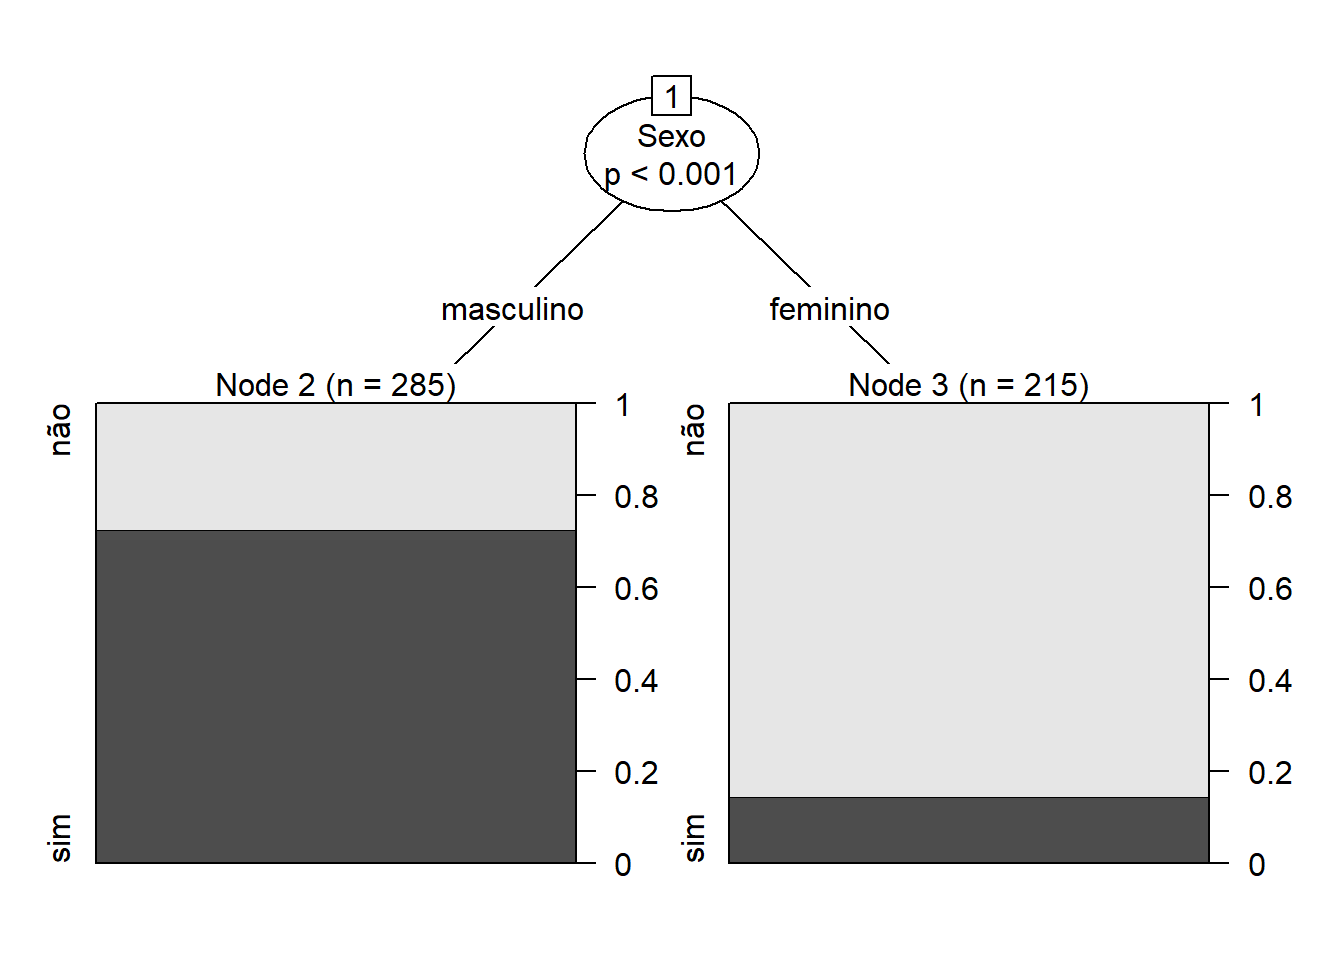 1
Sexo
p < 0.001
masculino
feminino
Node 2 (n = 285)
não
sim
1
0.8
0.6
0.4
0.2
0
Node 3 (n = 215)
não
sim
1
0.8
0.6
0.4
0.2
0